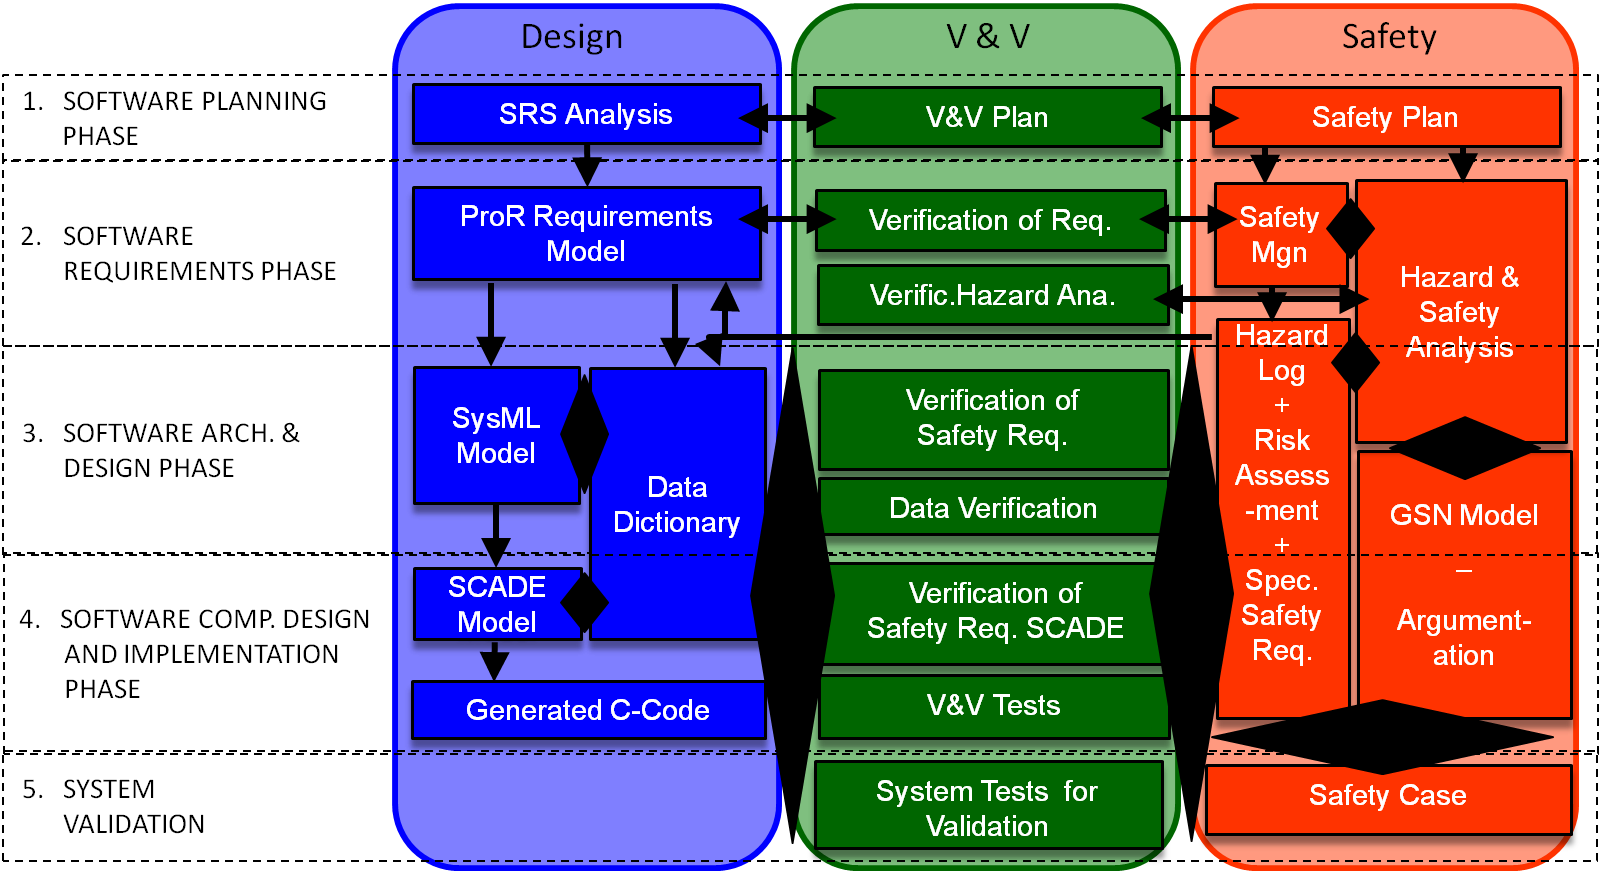 Design
V & V
Safety
1. SOFTWARE PLANNING
PHASE
SRS Analysis
V&V Plan
Safety Plan
2. SOFTWARE
REQUIREMENTS PHASE
ProR Requirements
Model
Verification of Req.
Verific.Hazard Ana.
Safety
Mgn
Hazard &
Safety
Analysis
3. SOFTWARE ARCH. &
DESIGN PHASE
SysML
Model
Data
Dictionary
Verification of
Safety Req.
Data Verification
Hazard
Log
+
Risk
Assess
-ment
+
Spec.
Safety
Req.
GSN Model
–
Argument-
ation
4. SOFTWARE COMP. DESIGN
AND IMPLEMENTATION
PHASE
SCADE
Model
Generated C-Code
Verification of
Safety Req. SCADE
V&V Tests
5. SYSTEM
VALIDATION
System Tests for
Validation
Safety Case